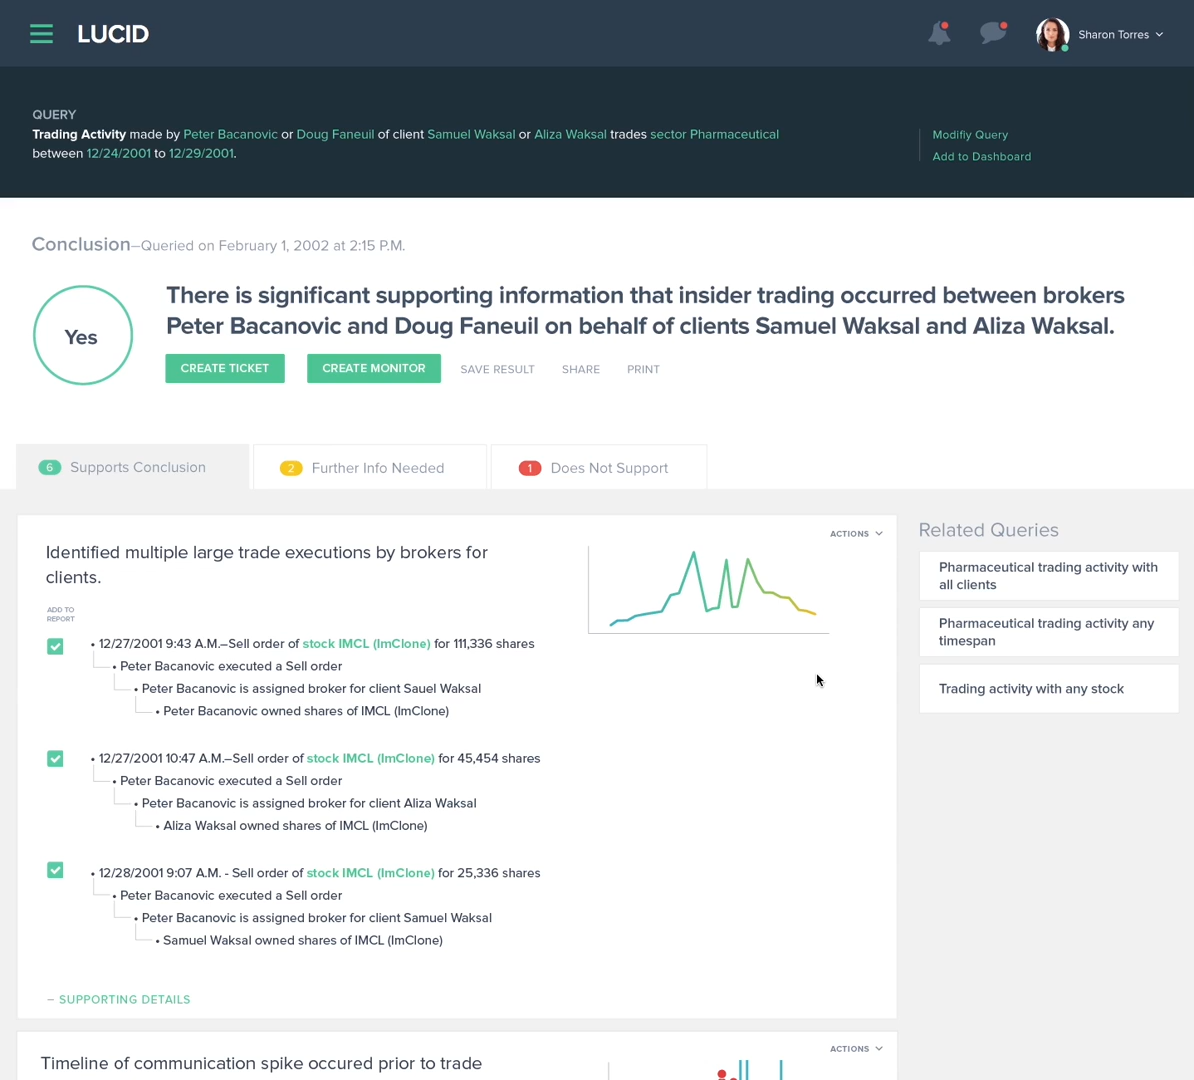 LUCID
Sharon Torres
QUERY
Trading Activity made by Peter Bacanovic or Doug Faneuil of client Samuel Waksal or Aliza Waksal trades sector Pharmaceutical
between 12/24/2001 to 12/29/2001.
Modifiy Query
Add to Dashboard
Conclusion–Queried on February 1, 2002 at 2:15 P.M.
Yes
There is significant supporting information that insider trading occurred between brokers
Peter Bacanovic and Doug Faneuil on behalf of clients Samuel Waksal and Aliza Waksal.
CREATE TICKET
CREATE MONITOR
SAVE RESULT
SHARE
PRINT
6 Supports Conclusion
2 Further Info Needed
1 Does Not Support
ACTIONS
Identified multiple large trade executions by brokers for
clients.
ADD TO
REPORT
• 12/27/2001 9:43 A.M.–Sell order of stock IMCL (ImClone) for 111,336 shares
• Peter Bacanovic executed a Sell order
• Peter Bacanovic is assigned broker for client Sauel Waksal
• Peter Bacanovic owned shares of IMCL (ImClone)
• 12/27/2001 10:47 A.M.–Sell order of stock IMCL (ImClone) for 45,454 shares
• Peter Bacanovic executed a Sell order
• Peter Bacanovic is assigned broker for client Aliza Waksal
• Aliza Waksal owned shares of IMCL (ImClone)
• 12/28/2001 9:07 A.M. - Sell order of stock IMCL (ImClone) for 25,336 shares
• Peter Bacanovic executed a Sell order
• Peter Bacanovic is assigned broker for client Samuel Waksal
• Samuel Waksal owned shares of IMCL (ImClone)
– SUPPORTING DETAILS
Related Queries
Pharmaceutical trading activity with
all clients
Pharmaceutical trading activity any
timespan
Trading activity with any stock
ACTIONS
Timeline of communication spike occured prior to trade